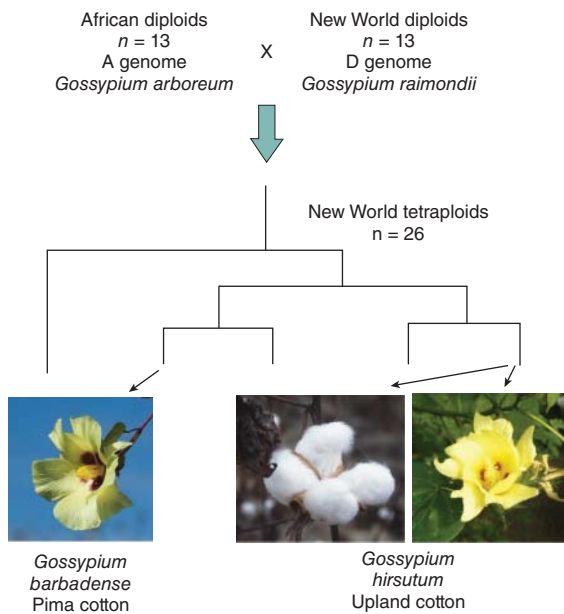 African diploids
n = 13
A genome
Gossypium arboreum
X
New World diploids
n = 13
D genome
Gossypium raimondii
New World tetraploids
n = 26
Gossypium
barbadense
Pima cotton
Gossypium
hirsutum
Upland cotton